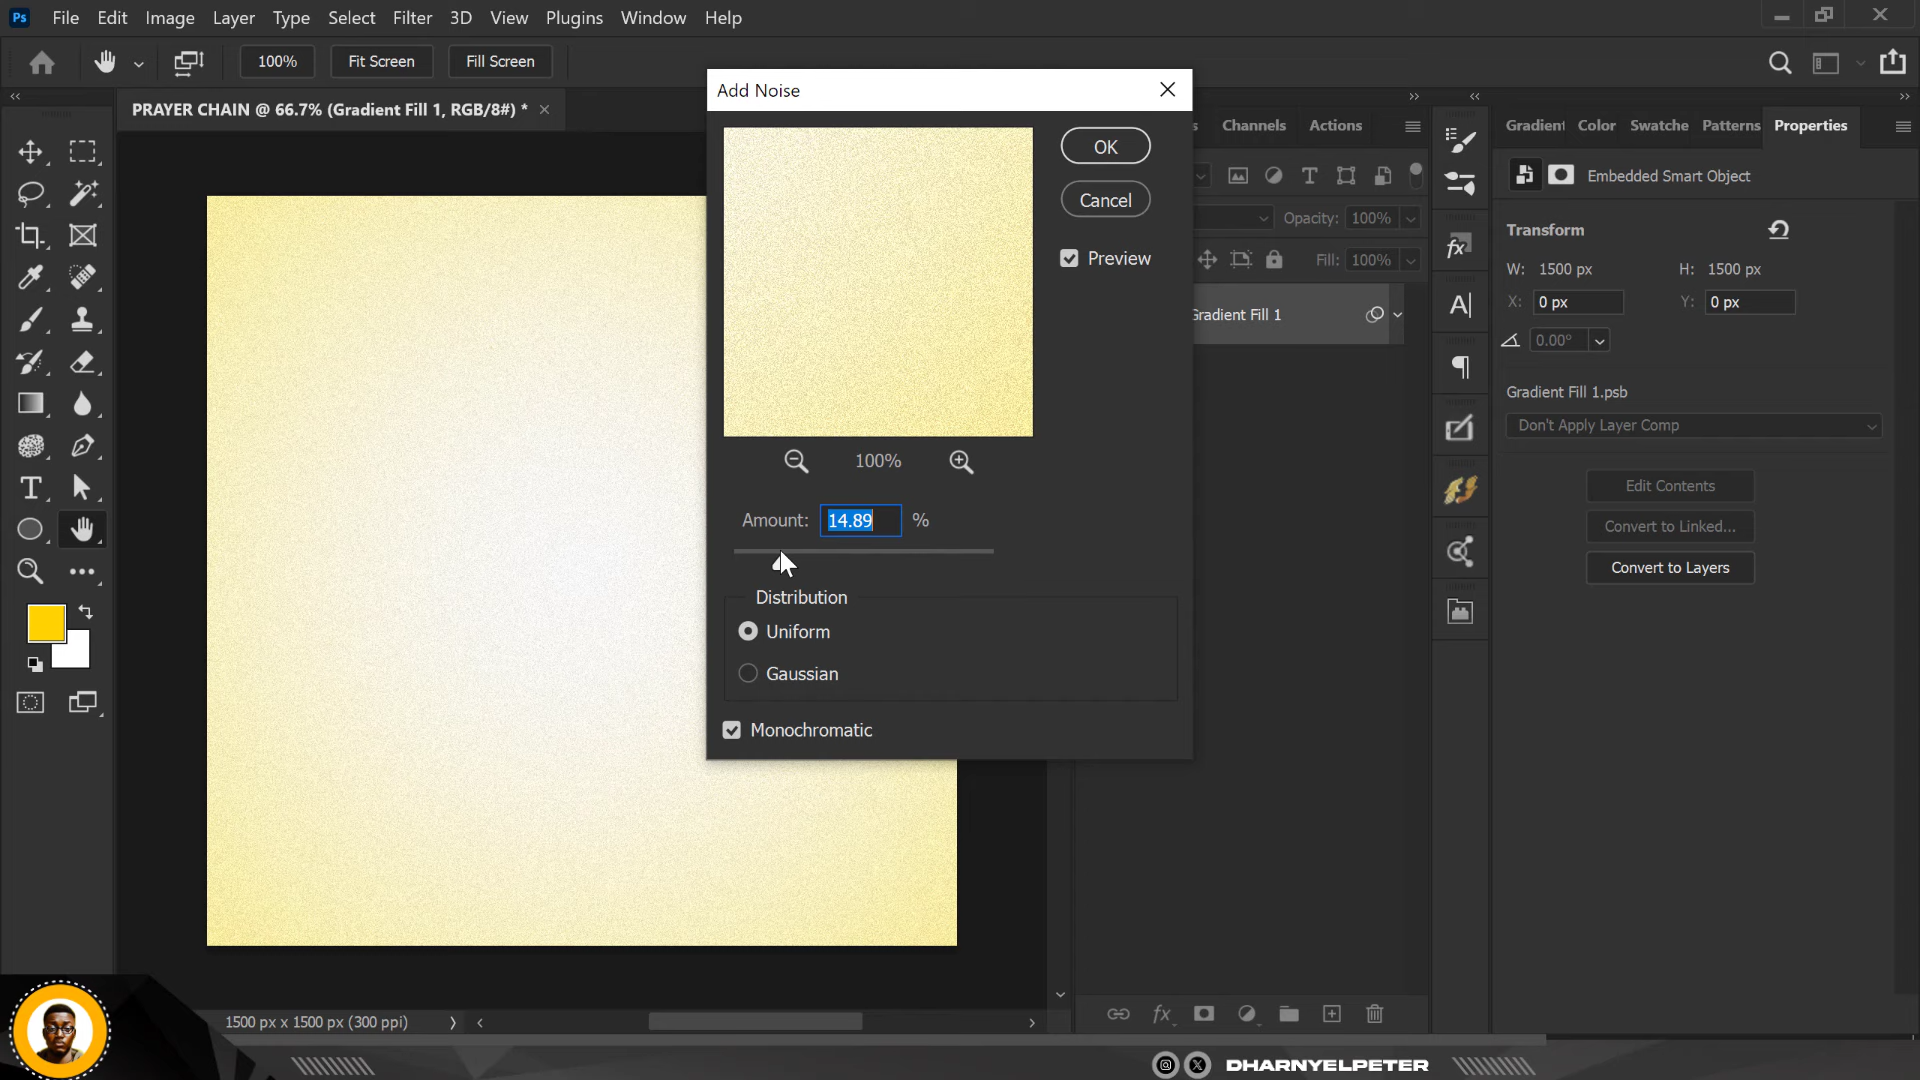 Ps File Edit Image Layer Type Select Filter 3D View Plugins Window Help
100% Fit Screen Fill Screen
PRAYER CHAIN @ 66.7% (Gradient Fill 1, RGB/8#) *
Add Noise
OK
Cancel
Preview
100%
Amount: 14.89 %
Distribution
Uniform
Gaussian
Monochromatic
Channels Actions
Opacity: 100%
Fill: 100%
Gradient Fill 1
Gradient Color Swatche Patterns Properties
Embedded Smart Object
Transform
W: 1500 px H: 1500 px
X: 0 px Y: 0 px
0.00°
Gradient Fill 1.psb
Don't Apply Layer Comp
Edit Contents
Convert to Linked...
Convert to Layers
1500 px x 1500 px (300 ppi)
DHARNYELPETER